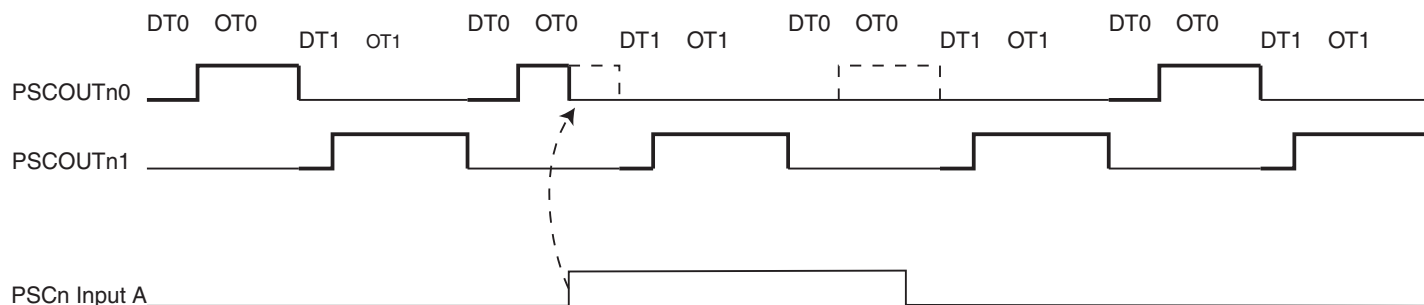 DT0 OT0 DT0 OT0 DT0 OT0 DT0 OT0
DT1 OT1 DT1 OT1 DT1 OT1 DT1 OT1
PSCOUTn0
PSCOUTn1
PSCn Input A